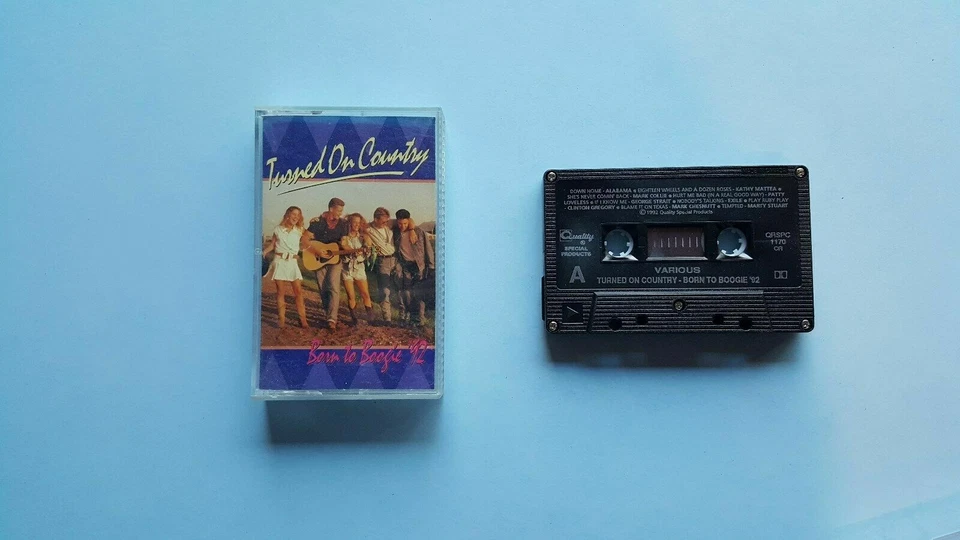 Turned On Country
Born to Boogie '92
DOWN HOME - ALABAMA ● EIGHTEEN WHEELS AND A DOZEN ROSES - KATHY MATTEA ●
SHE'S NEVER COMIN' BACK - MARK COLLIE ● HURT ME BAD (IN A REAL GOOD WAY) - PATTY
LOVELESS ● IF I KNOW ME - GEORGE STRAIT ● NOBODY'S TALKING - EXILE ● PLAY RUBY PLAY
- CLINTON GREGORY ● BLAME IT ON TEXAS - MARK CHESNUTT ● TEMPTED - MARTY STUART
© 1992 Quality Special Products
Quality
®
SPECIAL
PRODUCTS
QRSPC
1170
A
VARIOUS
TURNED ON COUNTRY - BORN TO BOOGIE '92